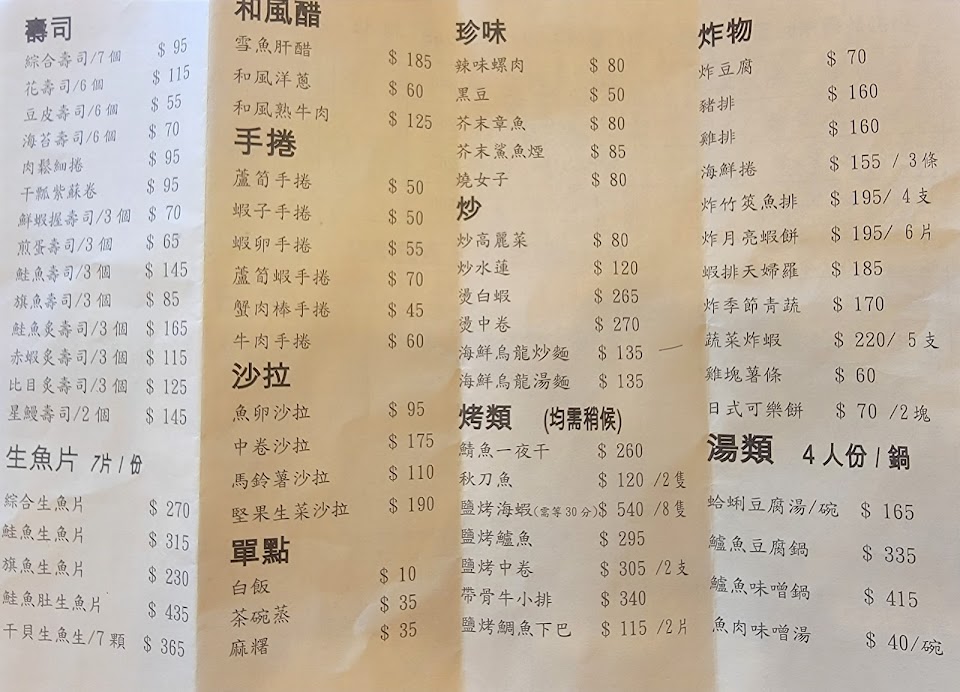 壽司
綜合壽司/7個 $ 95
花壽司/6個 $ 115
豆皮壽司/6個 $ 55
海苔壽司/6個 $ 70
肉鬆細捲 $ 95
干瓢紫蘇卷 $ 95
鮮蝦握壽司/3個 $ 70
煎蛋壽司/3個 $ 65
鮭魚壽司/3個 $ 145
旗魚壽司/3個 $ 85
鮭魚炙壽司/3個 $ 165
赤蝦炙壽司/3個 $ 115
比目炙壽司/3個 $ 125
星鰻壽司/2個 $ 145
生魚片 7片/份
綜合生魚片 $ 270
鮭魚生魚片 $ 315
旗魚生魚片 $ 230
鮭魚肚生魚片 $ 435
干貝生魚生/7顆 $ 365
和風醋
雪魚肝醋 $ 185
和風洋蔥 $ 60
和風熟牛肉 $ 125
手捲
蘆筍手捲 $ 50
蝦子手捲 $ 50
蝦卵手捲 $ 55
蘆筍蝦手捲 $ 70
蟹肉棒手捲 $ 45
牛肉手捲 $ 60
沙拉
魚卵沙拉 $ 95
中卷沙拉 $ 175
馬鈴薯沙拉 $ 110
堅果生菜沙拉 $ 190
單點
白飯 $ 10
茶碗蒸 $ 35
麻糬 $ 35
珍味
辣味螺肉 $ 80
黑豆 $ 50
芥末章魚 $ 80
芥末鯊魚煙 $ 85
燒女子 $ 80
炒
炒高麗菜 $ 80
炒水蓮 $ 120
燙白蝦 $ 265
燙中卷 $ 270
海鮮烏龍炒麵 $ 135
海鮮烏龍湯麵 $ 135
烤類 (均需稍候)
鯖魚一夜干 $ 260
秋刀魚 $ 120 /2隻
鹽烤海蝦(需等30分) $ 540 /8隻
鹽烤鱸魚 $ 295
鹽烤中卷 $ 305 /2支
帶骨牛小排 $ 340
鹽烤鯛魚下巴 $ 115 /2片
炸物
炸豆腐 $ 70
豬排 $ 160
雞排 $ 160
海鮮捲 $ 155 / 3條
炸竹筴魚排 $ 195/ 4支
炸月亮蝦餅 $ 195/ 6片
蝦排天婦羅 $ 185
炸季節青蔬 $ 170
蔬菜炸蝦 $ 220/ 5支
雞塊薯條 $ 60
日式可樂餅 $ 70 /2塊
湯類 4人份/鍋
蛤蜊豆腐湯/碗 $ 165
鱸魚豆腐鍋 $ 335
鱸魚味噌鍋 $ 415
魚肉味噌湯 $ 40/碗